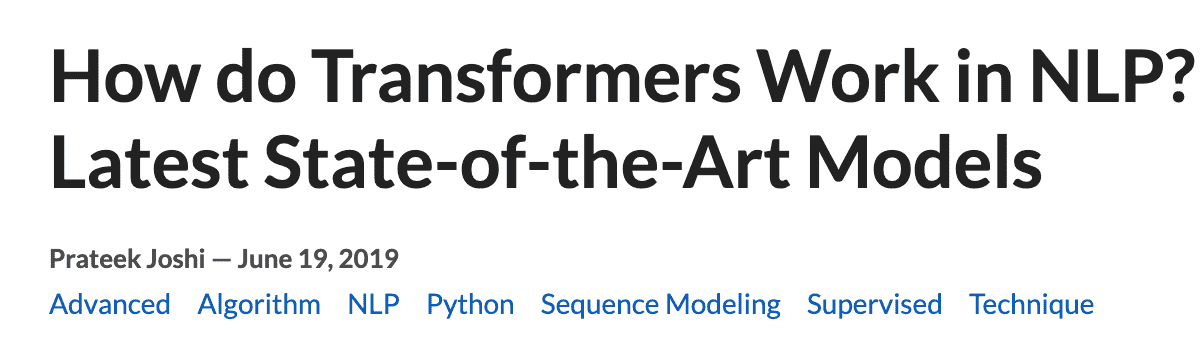 How do Transformers Work in NLP?
Latest State-of-the-Art Models
Prateek Joshi — June 19, 2019
Advanced Algorithm NLP Python Sequence Modeling Supervised Technique